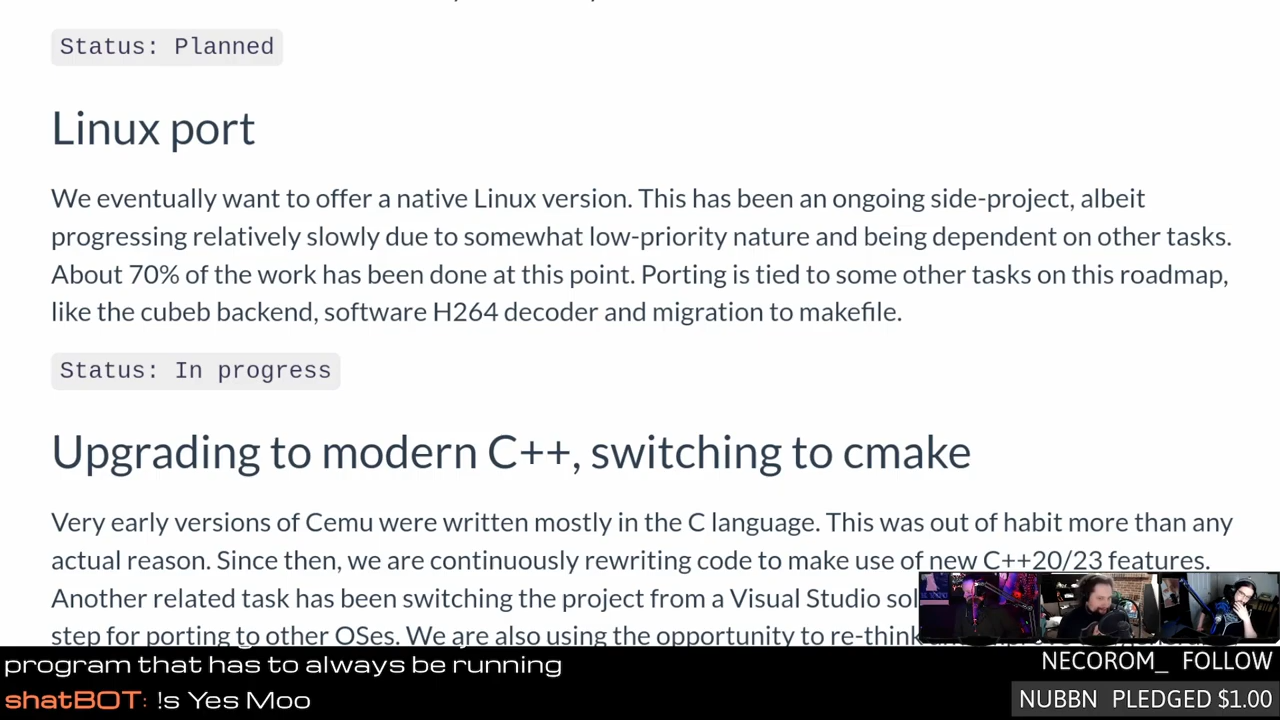 Status: Planned
Linux port
We eventually want to offer a native Linux version. This has been an ongoing side-project, albeit
progressing relatively slowly due to somewhat low-priority nature and being dependent on other tasks.
About 70% of the work has been done at this point. Porting is tied to some other tasks on this roadmap,
like the cubeb backend, software H264 decoder and migration to makefile.
Status: In progress
Upgrading to modern C++, switching to cmake
Very early versions of Cemu were written mostly in the C language. This was out of habit more than any
actual reason. Since then, we are continuously rewriting code to make use of new C++20/23 features.
Another related task has been switching the project from a Visual Studio sol
step for porting to other OSes. We are also using the opportunity to re-think
program that has to always be running
NECOROM_ FOLLOW
shatBOT: !s Yes Moo
NUBBN PLEDGED $1.00